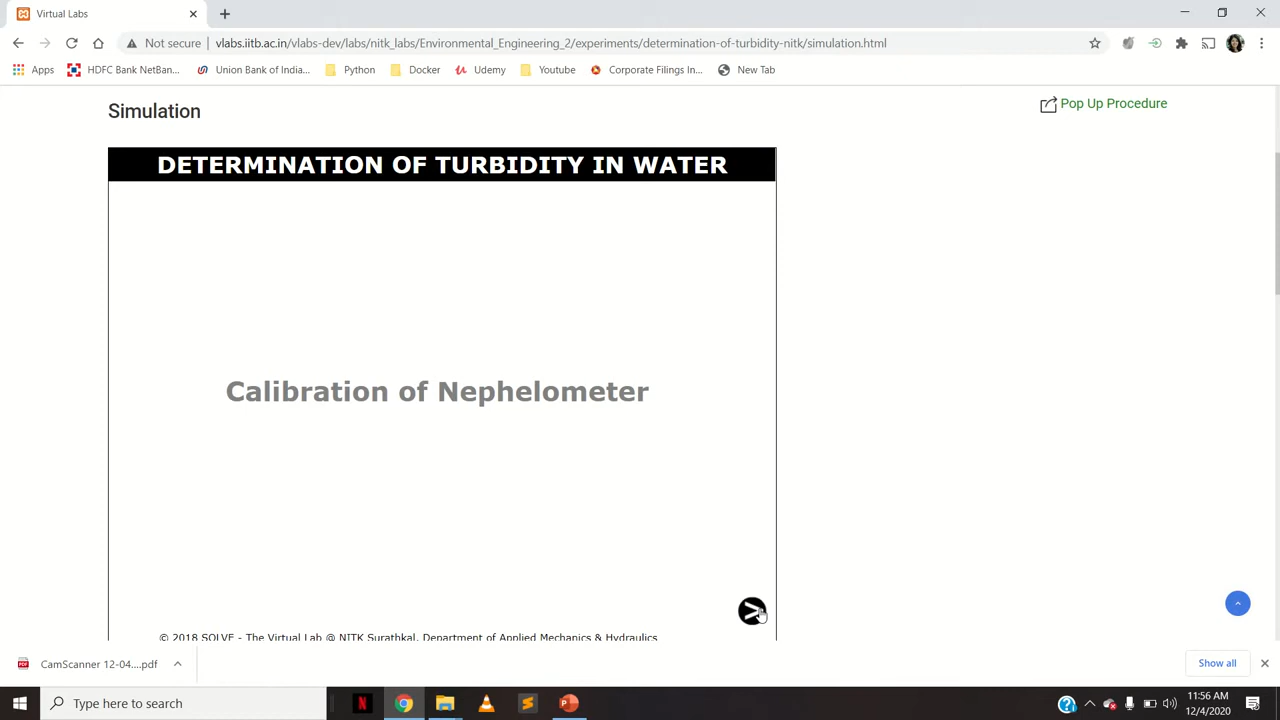 Virtual Labs
Not secure
vlabs.iitb.ac.in/vlabs-dev/labs/nitk_labs/Environmental_Engineering_2/experiments/determination-of-turbidity-nitk/simulation.html
Apps
HDFC Bank NetBan...
Union Bank of India...
Python
Docker
Udemy
Youtube
Corporate Filings In...
New Tab
Simulation
Pop Up Procedure
DETERMINATION OF TURBIDITY IN WATER
Calibration of Nephelometer
© 2018 SOLVE - The Virtual Lab @ NITK Surathkal, Department of Applied Mechanics & Hydraulics
CamScanner 12-04....pdf
Show all
Type here to search
11:56 AM
12/4/2020